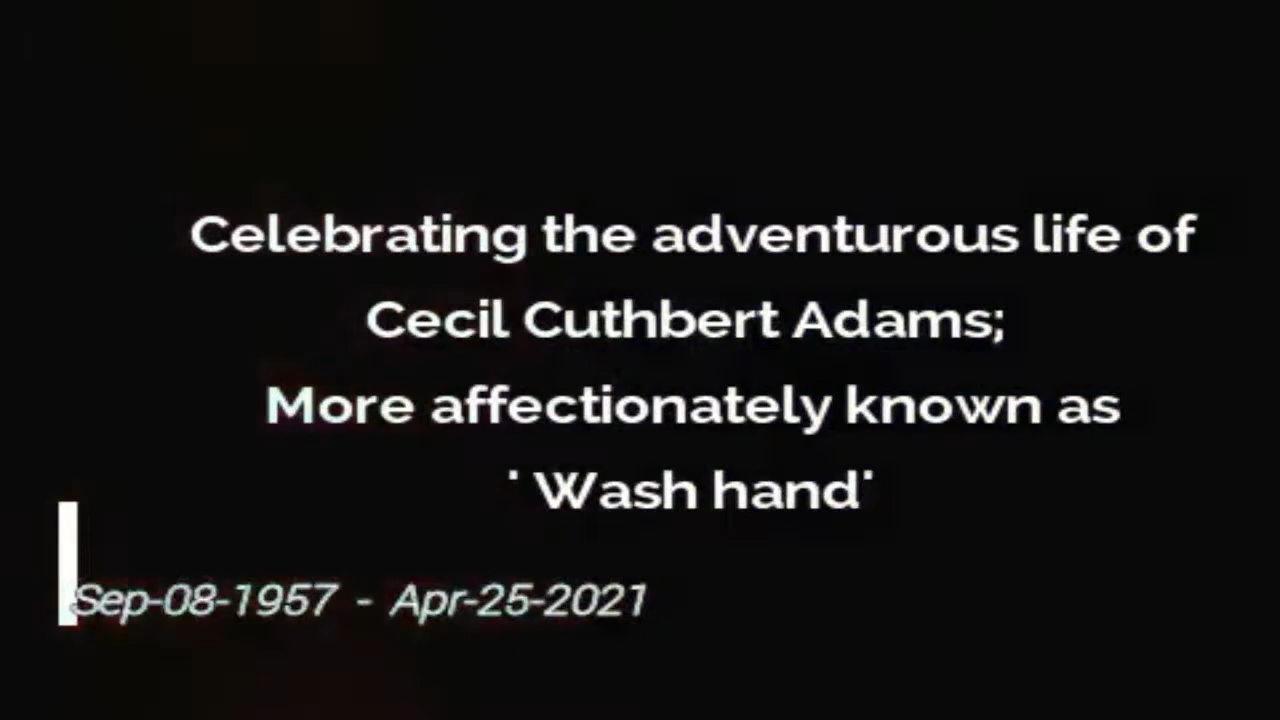 Celebrating the adventurous life of
Cecil Cuthbert Adams;
More affectionately known as
' Wash hand'
Sep-08-1957 - Apr-25-2021